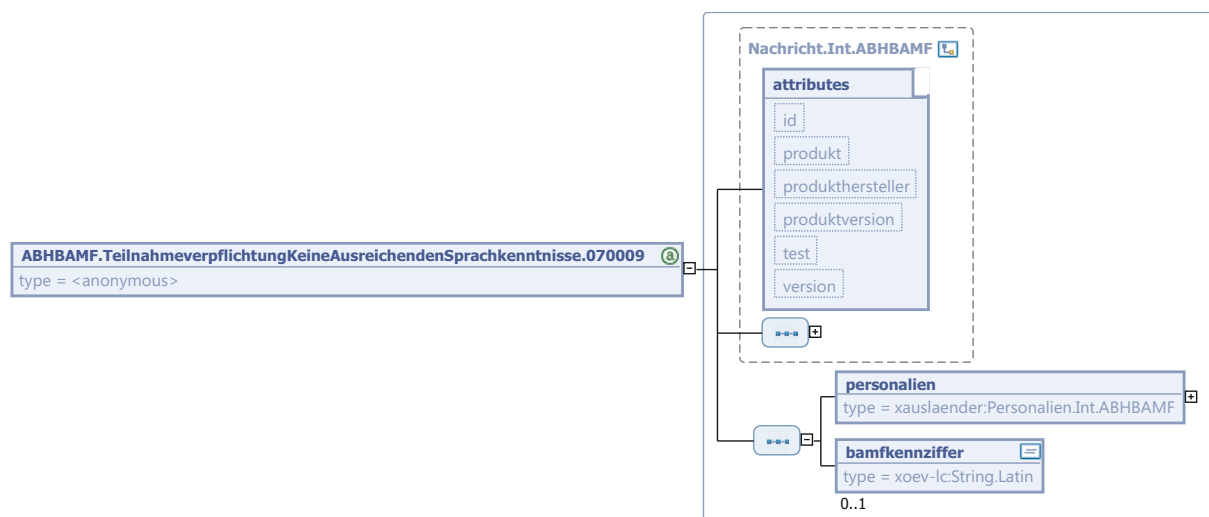 Nachricht.Int.ABHBAMF
attributes
id
produkt
produkthersteller
produktversion
test
version
ABHBAMF.TeilnahmeverpflichtungKeineAusreichendenSprachkenntnisse.070009 a
type = <anonymous>
personalien
type = xauslaender:Personalien.Int.ABHBAMF
bamfkennziffer
type = xoev-lc:String.Latin
0..1